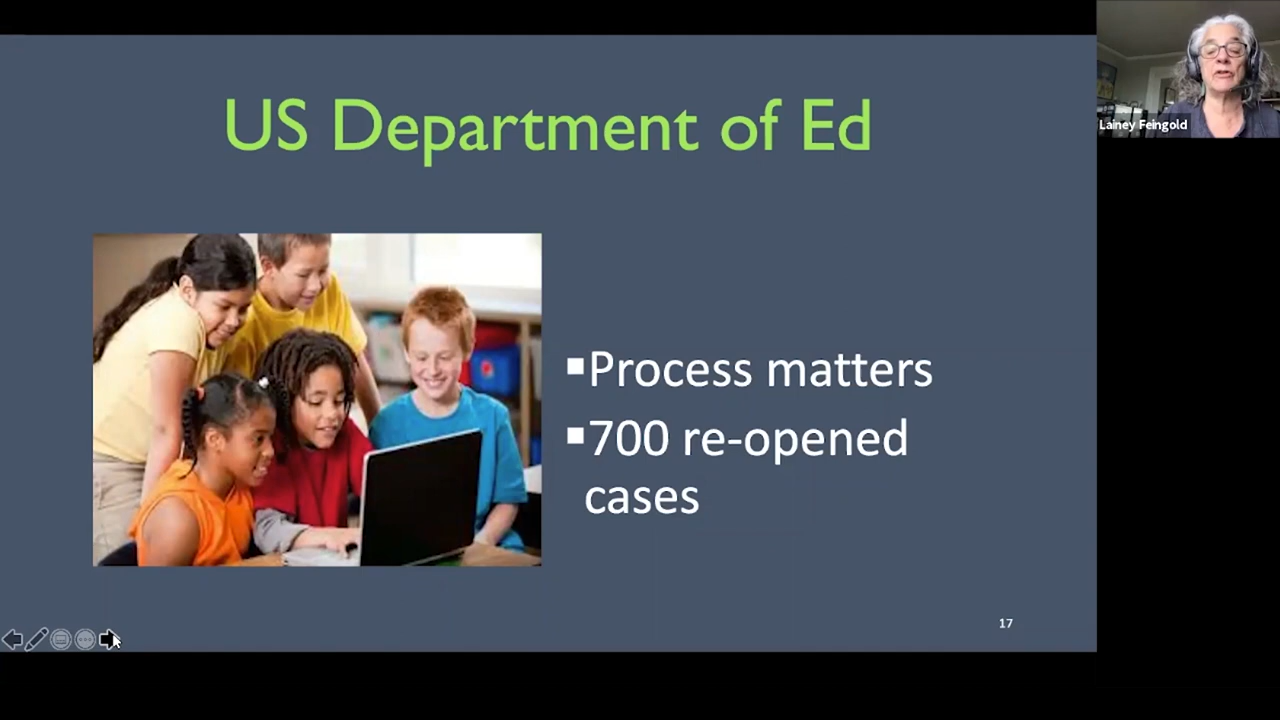 US Department of Ed
▪Process matters
▪700 re-opened
cases
17
Lainey Feingold